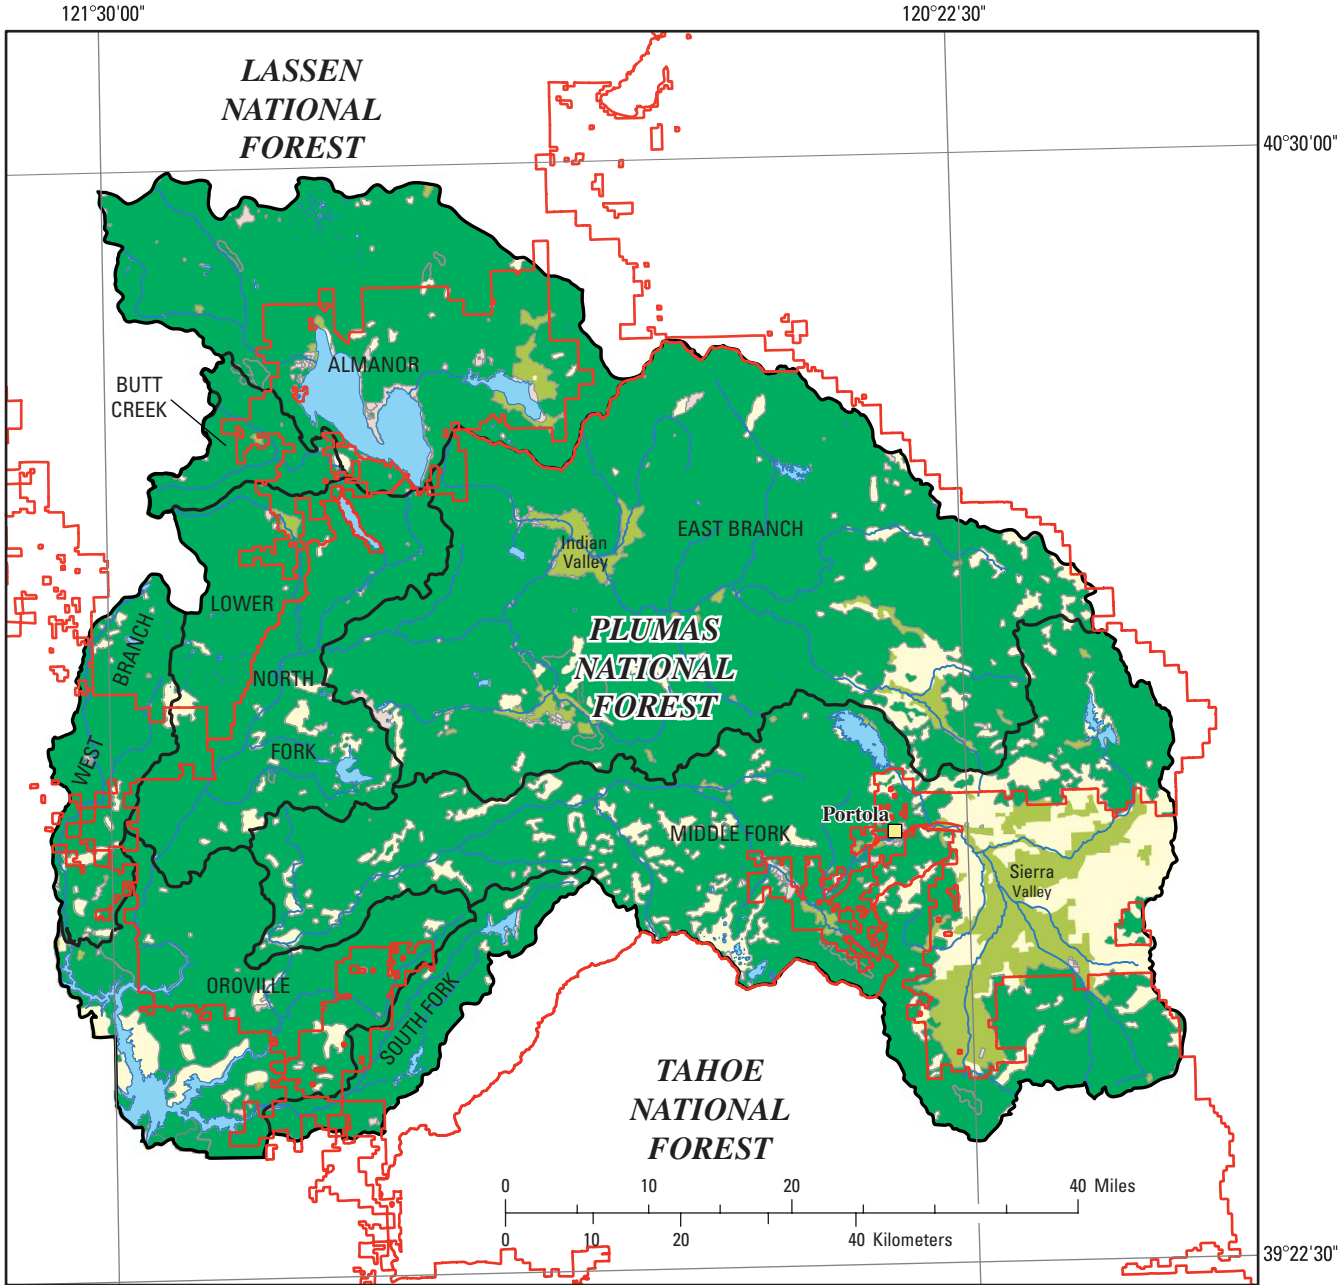 121°30'00"
120°22'30"
LASSEN
NATIONAL
FOREST
40°30'00"
ALMANOR
BUTT
CREEK
EAST BRANCH
Indian
Valley
LOWER
BRANCH
PLUMAS
NATIONAL
FOREST
NORTH
FORK
WEST
Portola
MIDDLE FORK
Sierra
Valley
OROVILLE
SOUTH FORK
TAHOE
NATIONAL
FOREST
0 10 20 40 Miles
0 10 20 40 Kilometers
39°22'30"